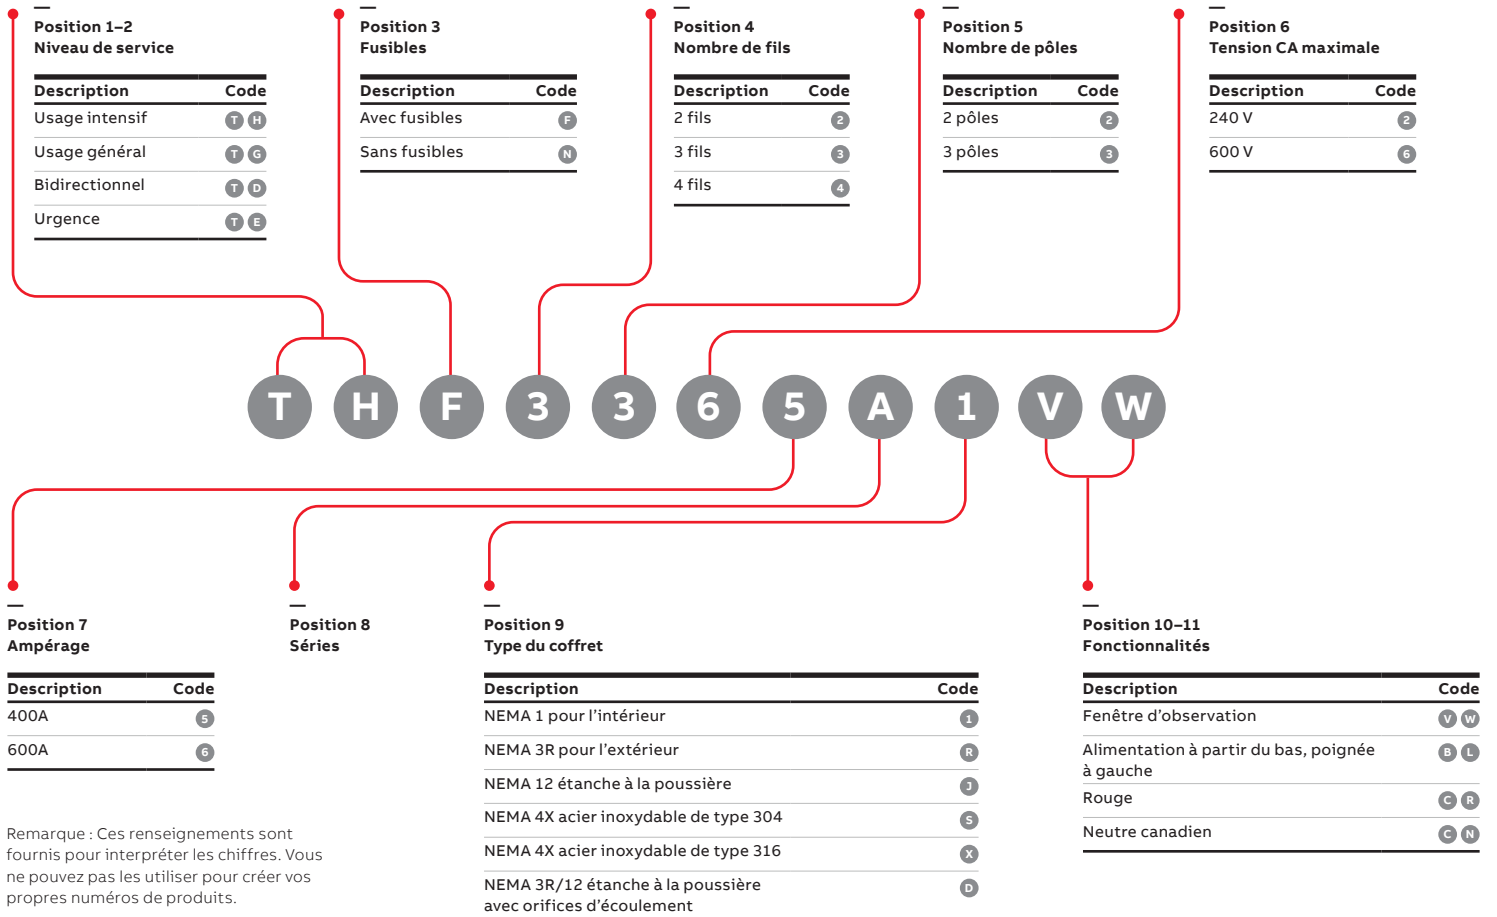 Position 1–2
Niveau de service
Description Code
Usage intensif T H
Usage général T G
Bidirectionnel T D
Urgence T E
Position 3
Fusibles
Description Code
Avec fusibles F
Sans fusibles N
Position 4
Nombre de fils
Description Code
2 fils 2
3 fils 3
4 fils 4
Position 5
Nombre de pôles
Description Code
2 pôles 2
3 pôles 3
Position 6
Tension CA maximale
Description Code
240 V 2
600 V 6
T H F 3 3 6 5 A 1 V W
Position 7
Ampérage
Description Code
400A 5
600A 6
Remarque : Ces renseignements sont
fournis pour interpréter les chiffres. Vous
ne pouvez pas les utiliser pour créer vos
propres numéros de produits.
Position 8
Séries
Position 9
Type du coffret
Description Code
NEMA 1 pour l’intérieur 1
NEMA 3R pour l’extérieur R
NEMA 12 étanche à la poussière J
NEMA 4X acier inoxydable de type 304 S
NEMA 4X acier inoxydable de type 316 X
NEMA 3R/12 étanche à la poussière D
avec orifices d’écoulement
Position 10–11
Fonctionnalités
Description Code
Fenêtre d’observation V W
Alimentation à partir du bas, poignée B L
à gauche
Rouge C R
Neutre canadien C N